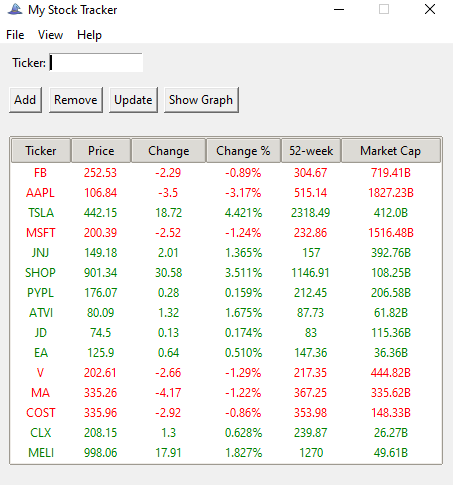 My Stock Tracker
File View Help
Ticker:
Add Remove Update Show Graph
Ticker Price Change Change % 52-week Market Cap
FB 252.53 -2.29 -0.89% 304.67 719.41B
AAPL 106.84 -3.5 -3.17% 515.14 1827.23B
TSLA 442.15 18.72 4.421% 2318.49 412.0B
MSFT 200.39 -2.52 -1.24% 232.86 1516.48B
JNJ 149.18 2.01 1.365% 157 392.76B
SHOP 901.34 30.58 3.511% 1146.91 108.25B
PYPL 176.07 0.28 0.159% 212.45 206.58B
ATVI 80.09 1.32 1.675% 87.73 61.82B
JD 74.5 0.13 0.174% 83 115.36B
EA 125.9 0.64 0.510% 147.36 36.36B
V 202.61 -2.66 -1.29% 217.35 444.82B
MA 335.26 -4.17 -1.22% 367.25 335.62B
COST 335.96 -2.92 -0.86% 353.98 148.33B
CLX 208.15 1.3 0.628% 239.87 26.27B
MELI 998.06 17.91 1.827% 1270 49.61B